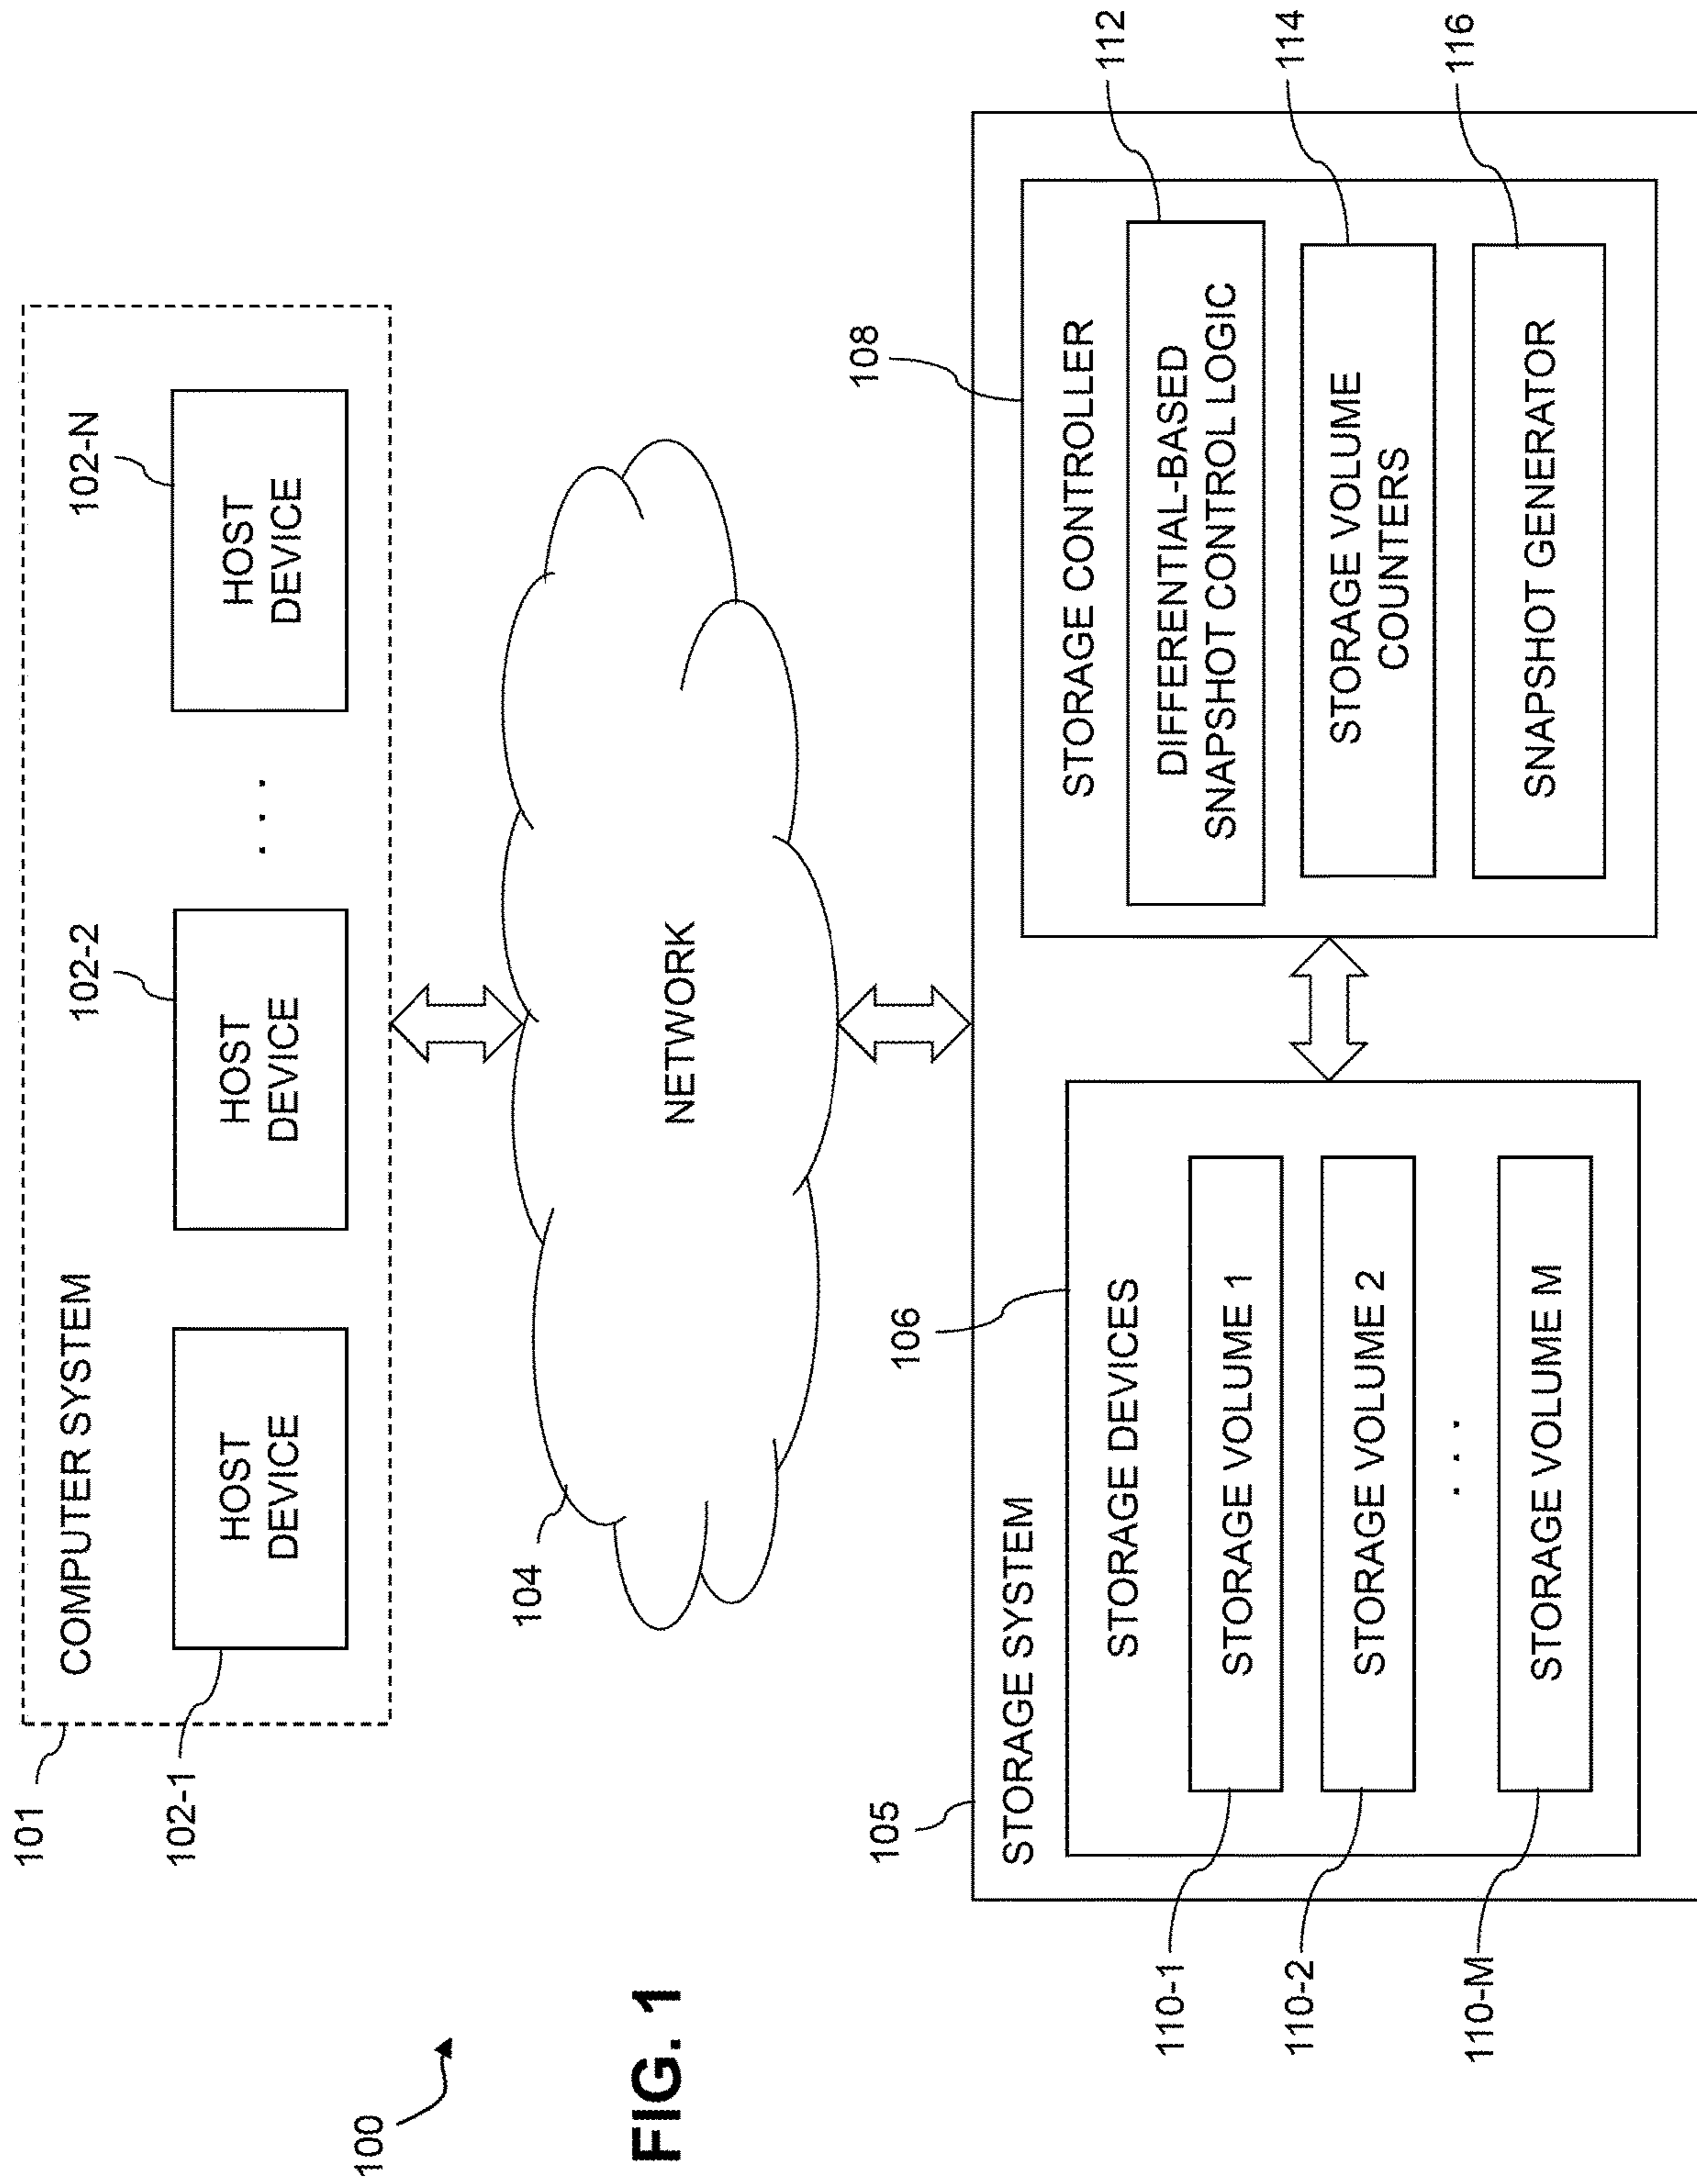 100
FIG. 1
101
COMPUTER SYSTEM
102-1
HOST
DEVICE
102-2
HOST
DEVICE
. . .
102-N
HOST
DEVICE
104
NETWORK
105
STORAGE SYSTEM
106
STORAGE DEVICES
110-1
STORAGE VOLUME 1
110-2
STORAGE VOLUME 2
. . .
110-M
STORAGE VOLUME M
108
STORAGE CONTROLLER
112
DIFFERENTIAL-BASED
SNAPSHOT CONTROL LOGIC
114
STORAGE VOLUME
COUNTERS
116
SNAPSHOT GENERATOR